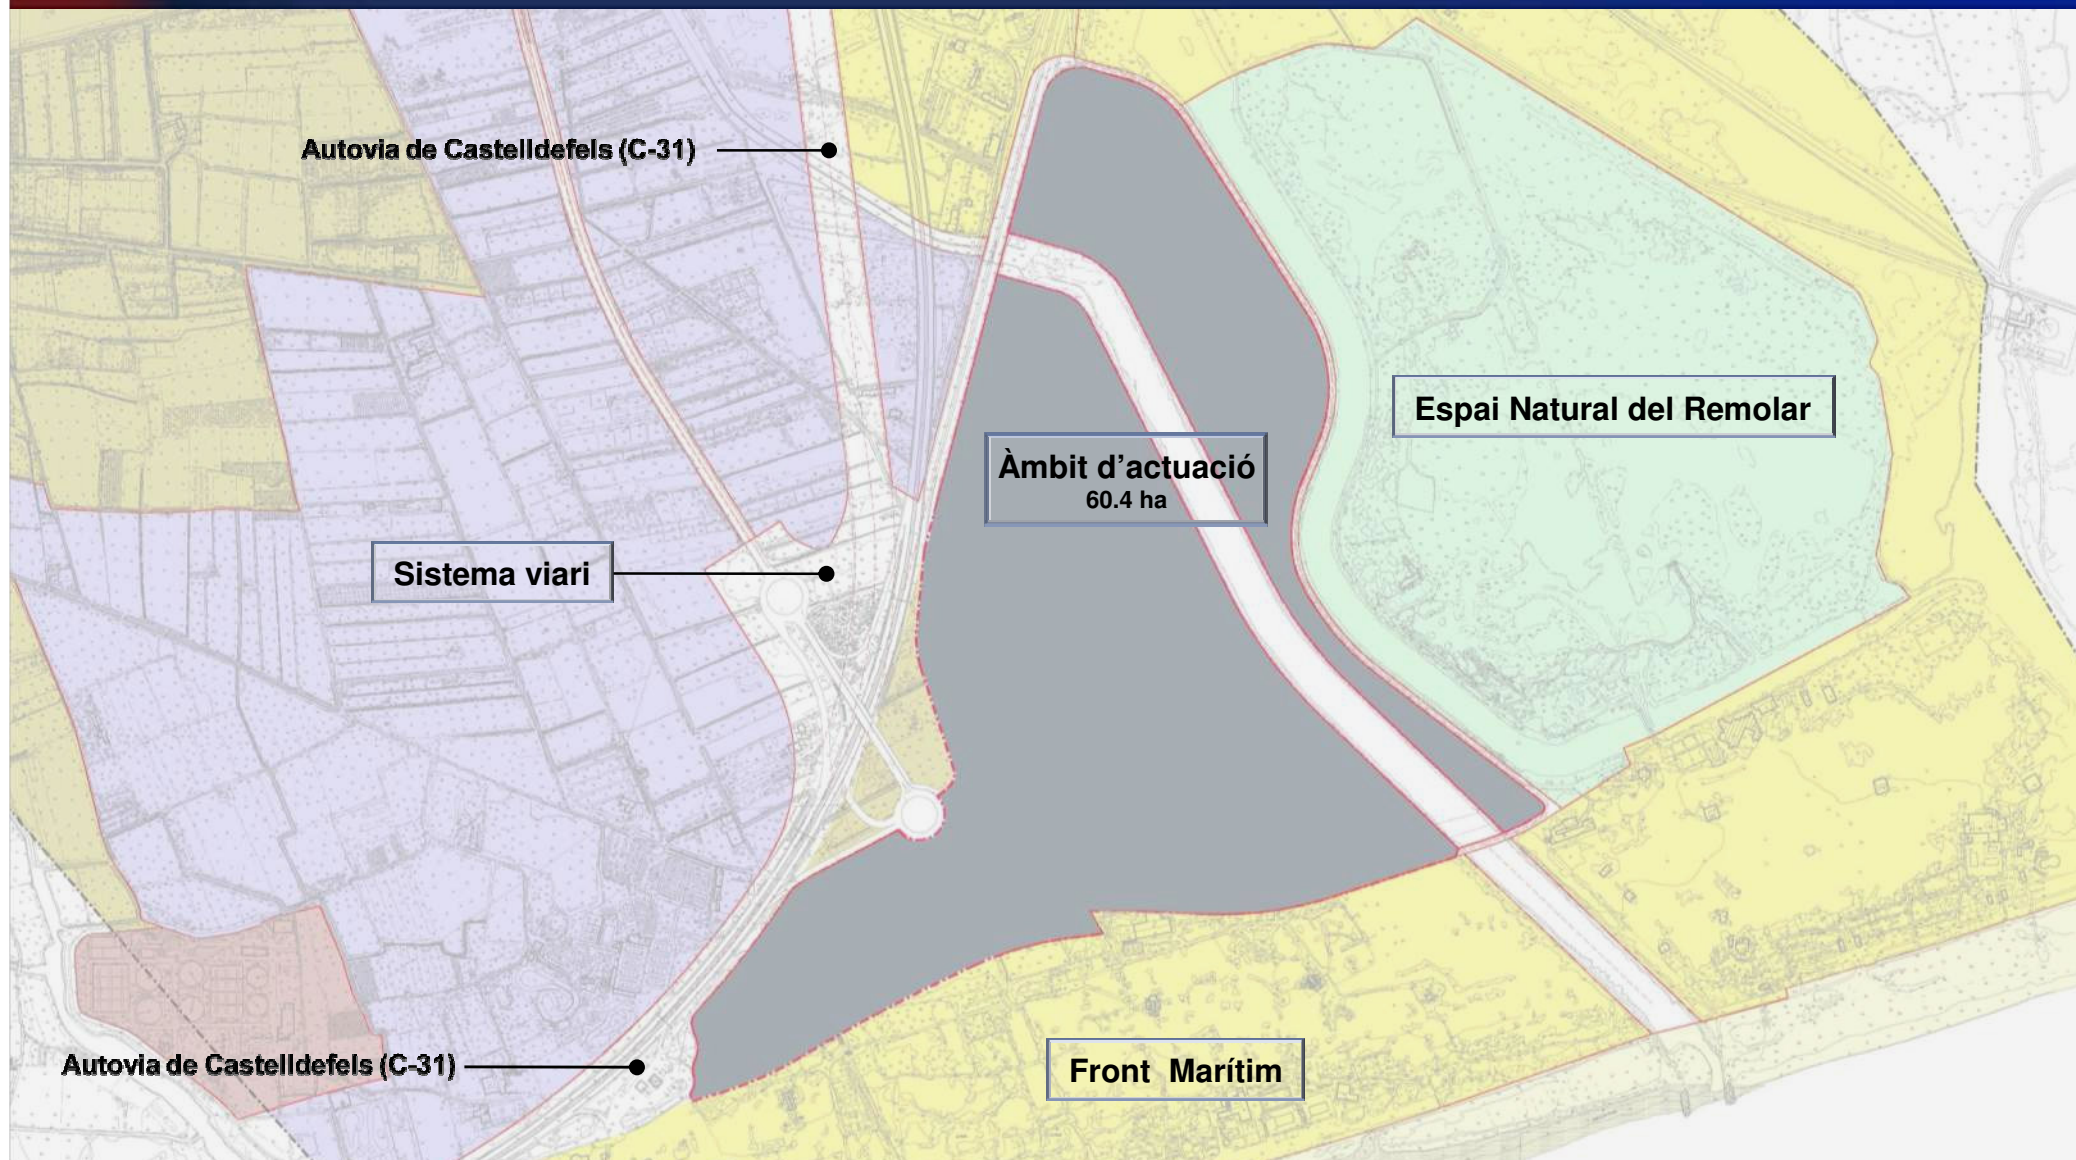 Autovia de Castelldefels (C-31)
Espai Natural del Remolar
Àmbit d’actuació
60.4 ha
Sistema viari
Autovia de Castelldefels (C-31)
Front Marítim